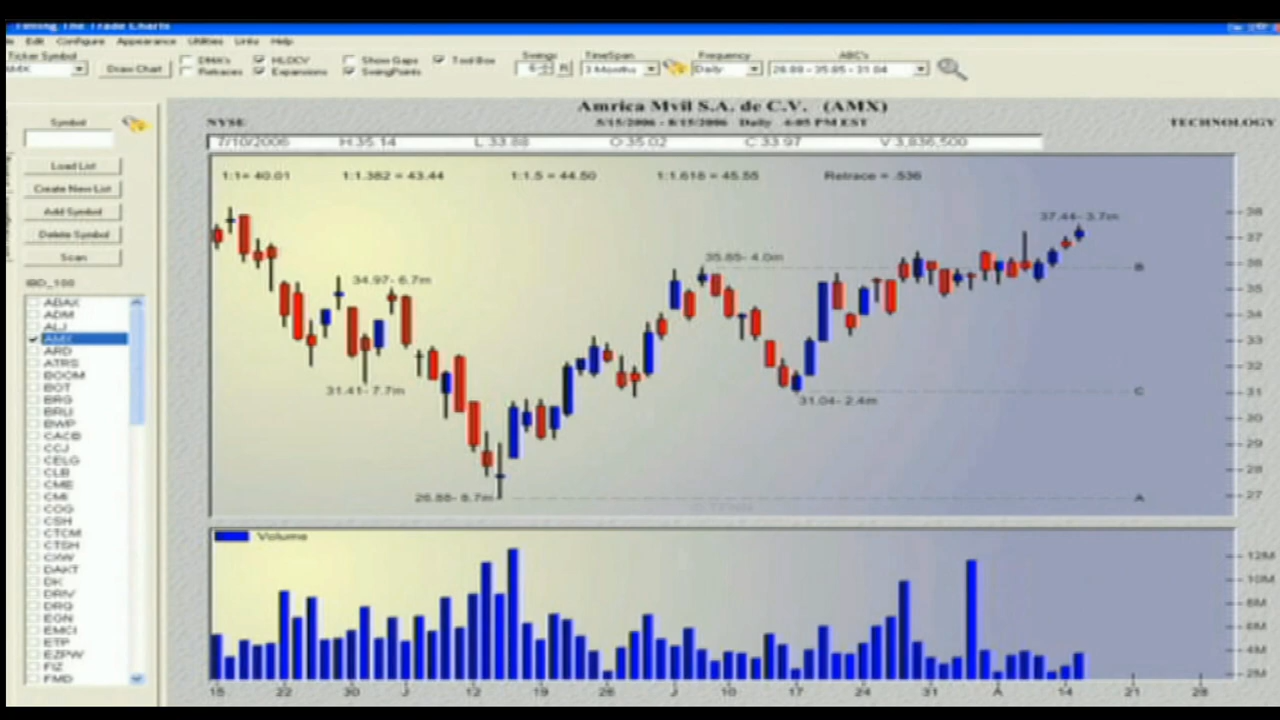 Timing The Trade Charts
Edit Configure Appearance Utilities Links Help
Ticker Symbol
AMX
Draw Chart
DMA's
HLOCV
Show Gaps
Tool Box
Retraces
Expansions
SwingPoints
Swings
6
R
TimeSpan
3 Months
Frequency
Daily
ABC's
26.88 - 35.85 - 31.04
Symbol
Load List
Create New List
Add Symbol
Delete Symbol
Scan
IBD_100
ABAX
ADM
ALJ
AMX
ARD
ATRS
BOOM
BOT
BRG
BRLI
BWP
CACB
CCJ
CELG
CLB
CME
CMI
COG
CSH
CTCM
CTSH
CXW
DAKT
DK
DRIV
DRQ
EGN
EMCI
ETP
EZPW
FIZ
FMD
Amrica Mvil S.A. de C.V. (AMX)
NYSE
5/15/2006 - 8/15/2006 Daily 4:05 PM EST
TECHNOLOGY
7/10/2006 H:35.14 L:33.88 O:35.02 C:33.97 V:3,836,500
1:1= 40.01 1:1.382 = 43.44 1:1.5 = 44.50 1:1.618 = 45.55 Retrace = .536
37.44- 3.7m
35.85- 4.0m
34.97- 6.7m
31.41- 7.7m
31.04- 2.4m
26.88- 8.7m
B
C
A
38
37
36
35
34
33
32
31
30
29
28
27
Volume
12M
10M
8M
6M
4M
2M
15 22 30 J 12 19 26 J 10 17 24 31 A 14 21 28